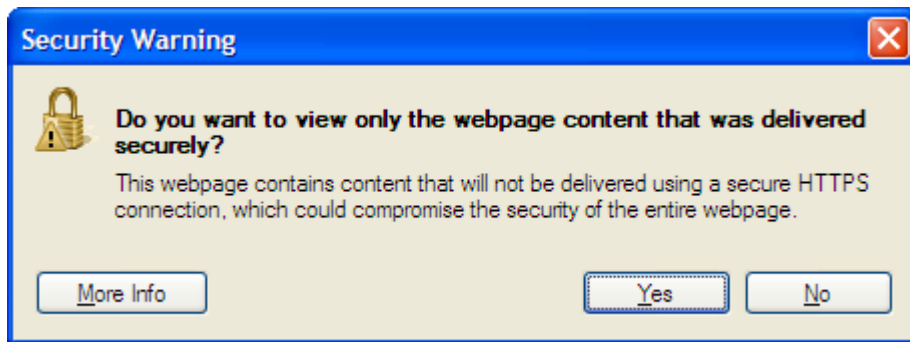 Security Warning
Do you want to view only the webpage content that was delivered
securely?
This webpage contains content that will not be delivered using a secure HTTPS
connection, which could compromise the security of the entire webpage.
More Info
Yes
No